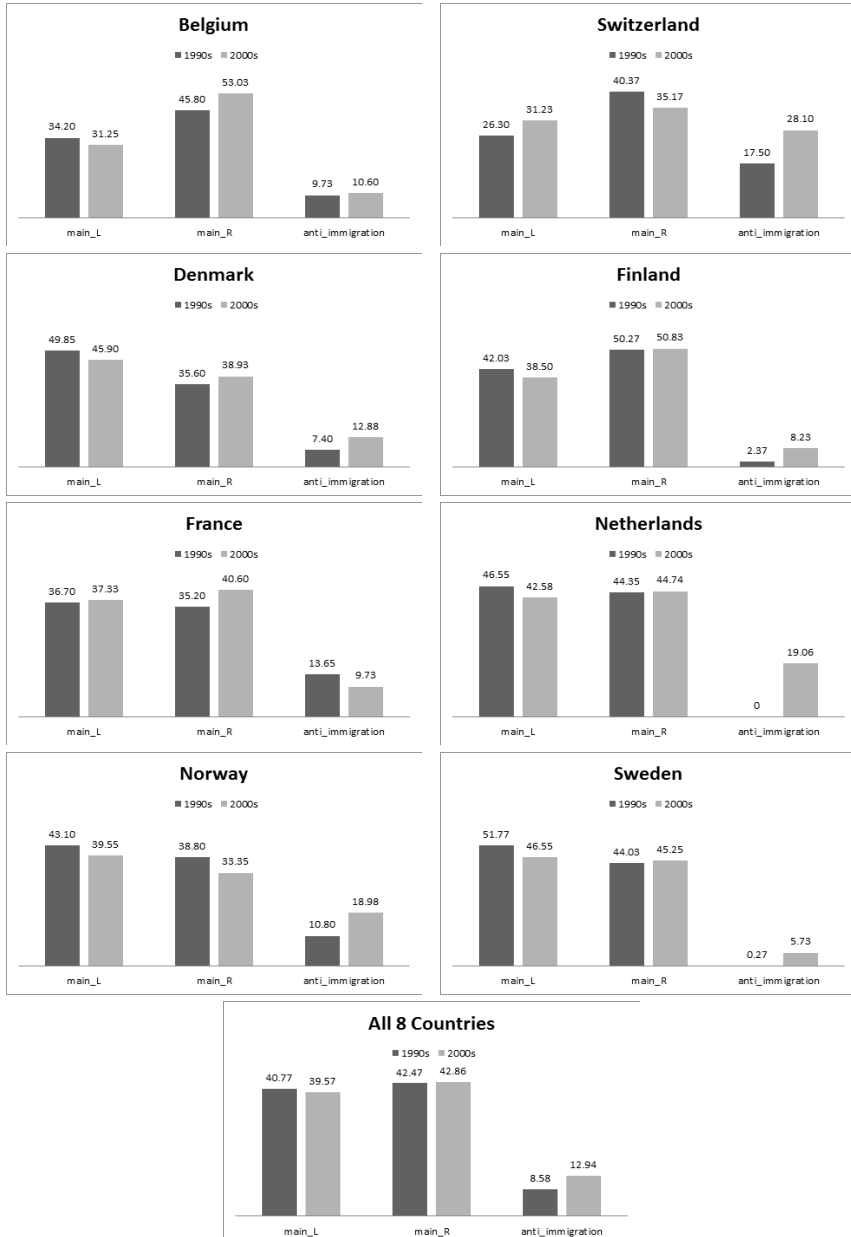 Belgium
1990s 2000s
34.20 31.25 45.80 53.03 9.73 10.60
main_L main_R anti_immigration
Switzerland
1990s 2000s
26.30 31.23 40.37 35.17 17.50 28.10
main_L main_R anti_immigration
Denmark
1990s 2000s
49.85 45.90 35.60 38.93 7.40 12.88
main_L main_R anti_immigration
Finland
1990s 2000s
42.03 38.50 50.27 50.83 2.37 8.23
main_L main_R anti_immigration
France
1990s 2000s
36.70 37.33 35.20 40.60 13.65 9.73
main_L main_R anti_immigration
Netherlands
1990s 2000s
46.55 42.58 44.35 44.74 0 19.06
main_L main_R anti_immigration
Norway
1990s 2000s
43.10 39.55 38.80 33.35 10.80 18.98
main_L main_R anti_immigration
Sweden
1990s 2000s
51.77 46.55 44.03 45.25 0.27 5.73
main_L main_R anti_immigration
All 8 Countries
1990s 2000s
40.77 39.57 42.47 42.86 8.58 12.94
main_L main_R anti_immigration